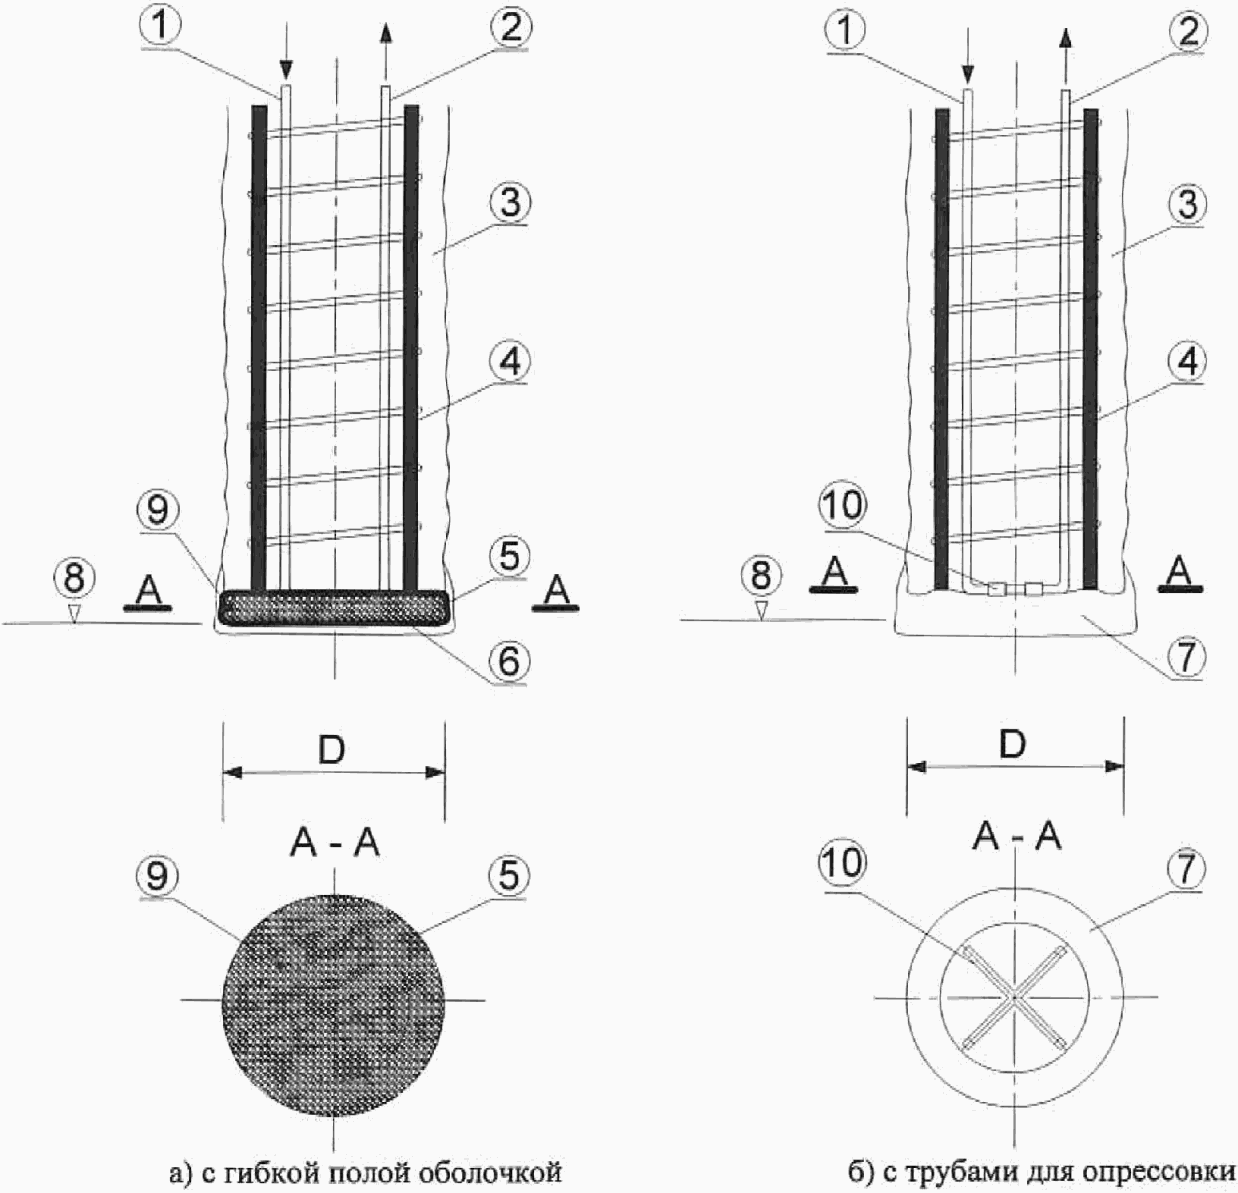 1 2 1 2
3 3
4 4
9 10
8 A 5 A 8 A A
6 7
D D
A - A A - A
9 5 10 7
а) с гибкой полой оболочкой
б) с трубами для опрессовки